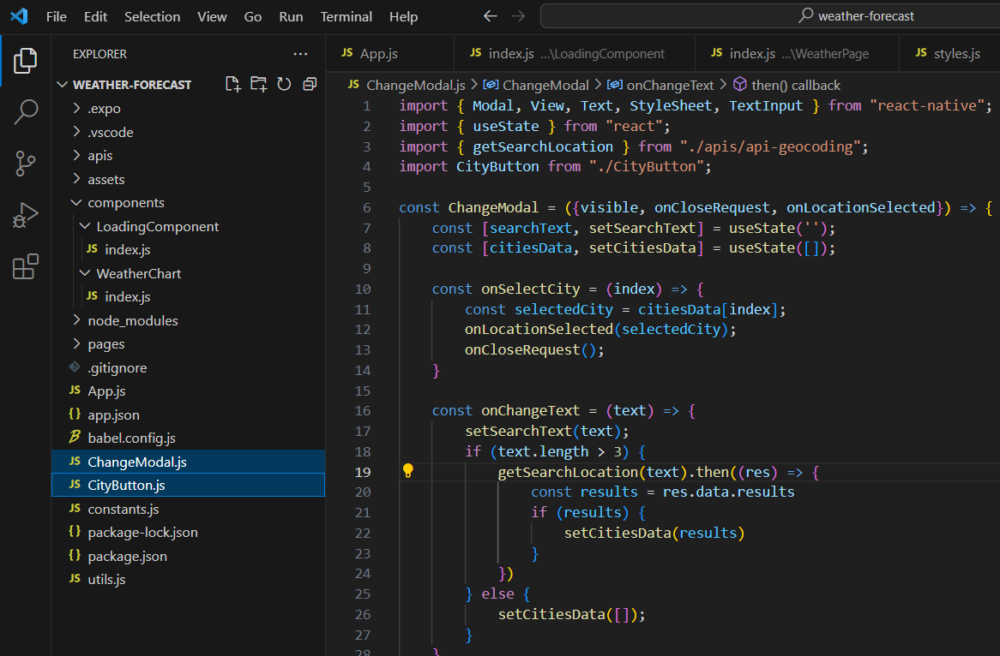 File Edit Selection View Go Run Terminal Help
weather-forecast
EXPLORER
WEATHER-FORECAST
.expo
.vscode
apis
assets
components
LoadingComponent
JS index.js
WeatherChart
JS index.js
node_modules
pages
.gitignore
JS App.js
{} app.json
babel.config.js
JS ChangeModal.js
JS CityButton.js
JS constants.js
{} package-lock.json
{} package.json
JS utils.js
JS App.js JS index.js ...\LoadingComponent JS index.js ...\WeatherPage JS styles.js
JS ChangeModal.js > ChangeModal > onChangeText > then() callback
1 import { Modal, View, Text, StyleSheet, TextInput } from "react-native";
2 import { useState } from "react";
3 import { getSearchLocation } from "./apis/api-geocoding";
4 import CityButton from "./CityButton";
5
6 const ChangeModal = ({visible, onCloseRequest, onLocationSelected}) => {
7 const [searchText, setSearchText] = useState('');
8 const [citiesData, setCitiesData] = useState([]);
9
10 const onSelectCity = (index) => {
11 const selectedCity = citiesData[index];
12 onLocationSelected(selectedCity);
13 onCloseRequest();
14 }
15
16 const onChangeText = (text) => {
17 setSearchText(text);
18 if (text.length > 3) {
19 getSearchLocation(text).then((res) => {
20 const results = res.data.results
21 if (results) {
22 setCitiesData(results)
23 }
24 })
25 } else {
26 setCitiesData([]);
27 }
28 }